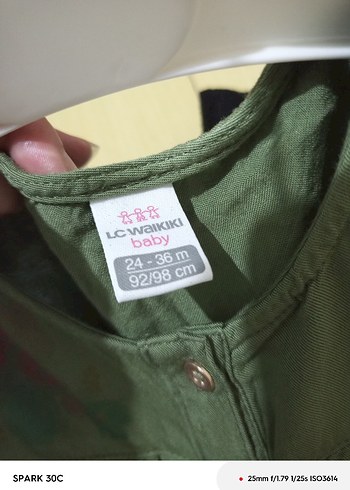 LC WAIKIKI
baby
24 - 36 m
92/98 cm
SPARK 30C
25mm f/1.79 1/25s ISO3614